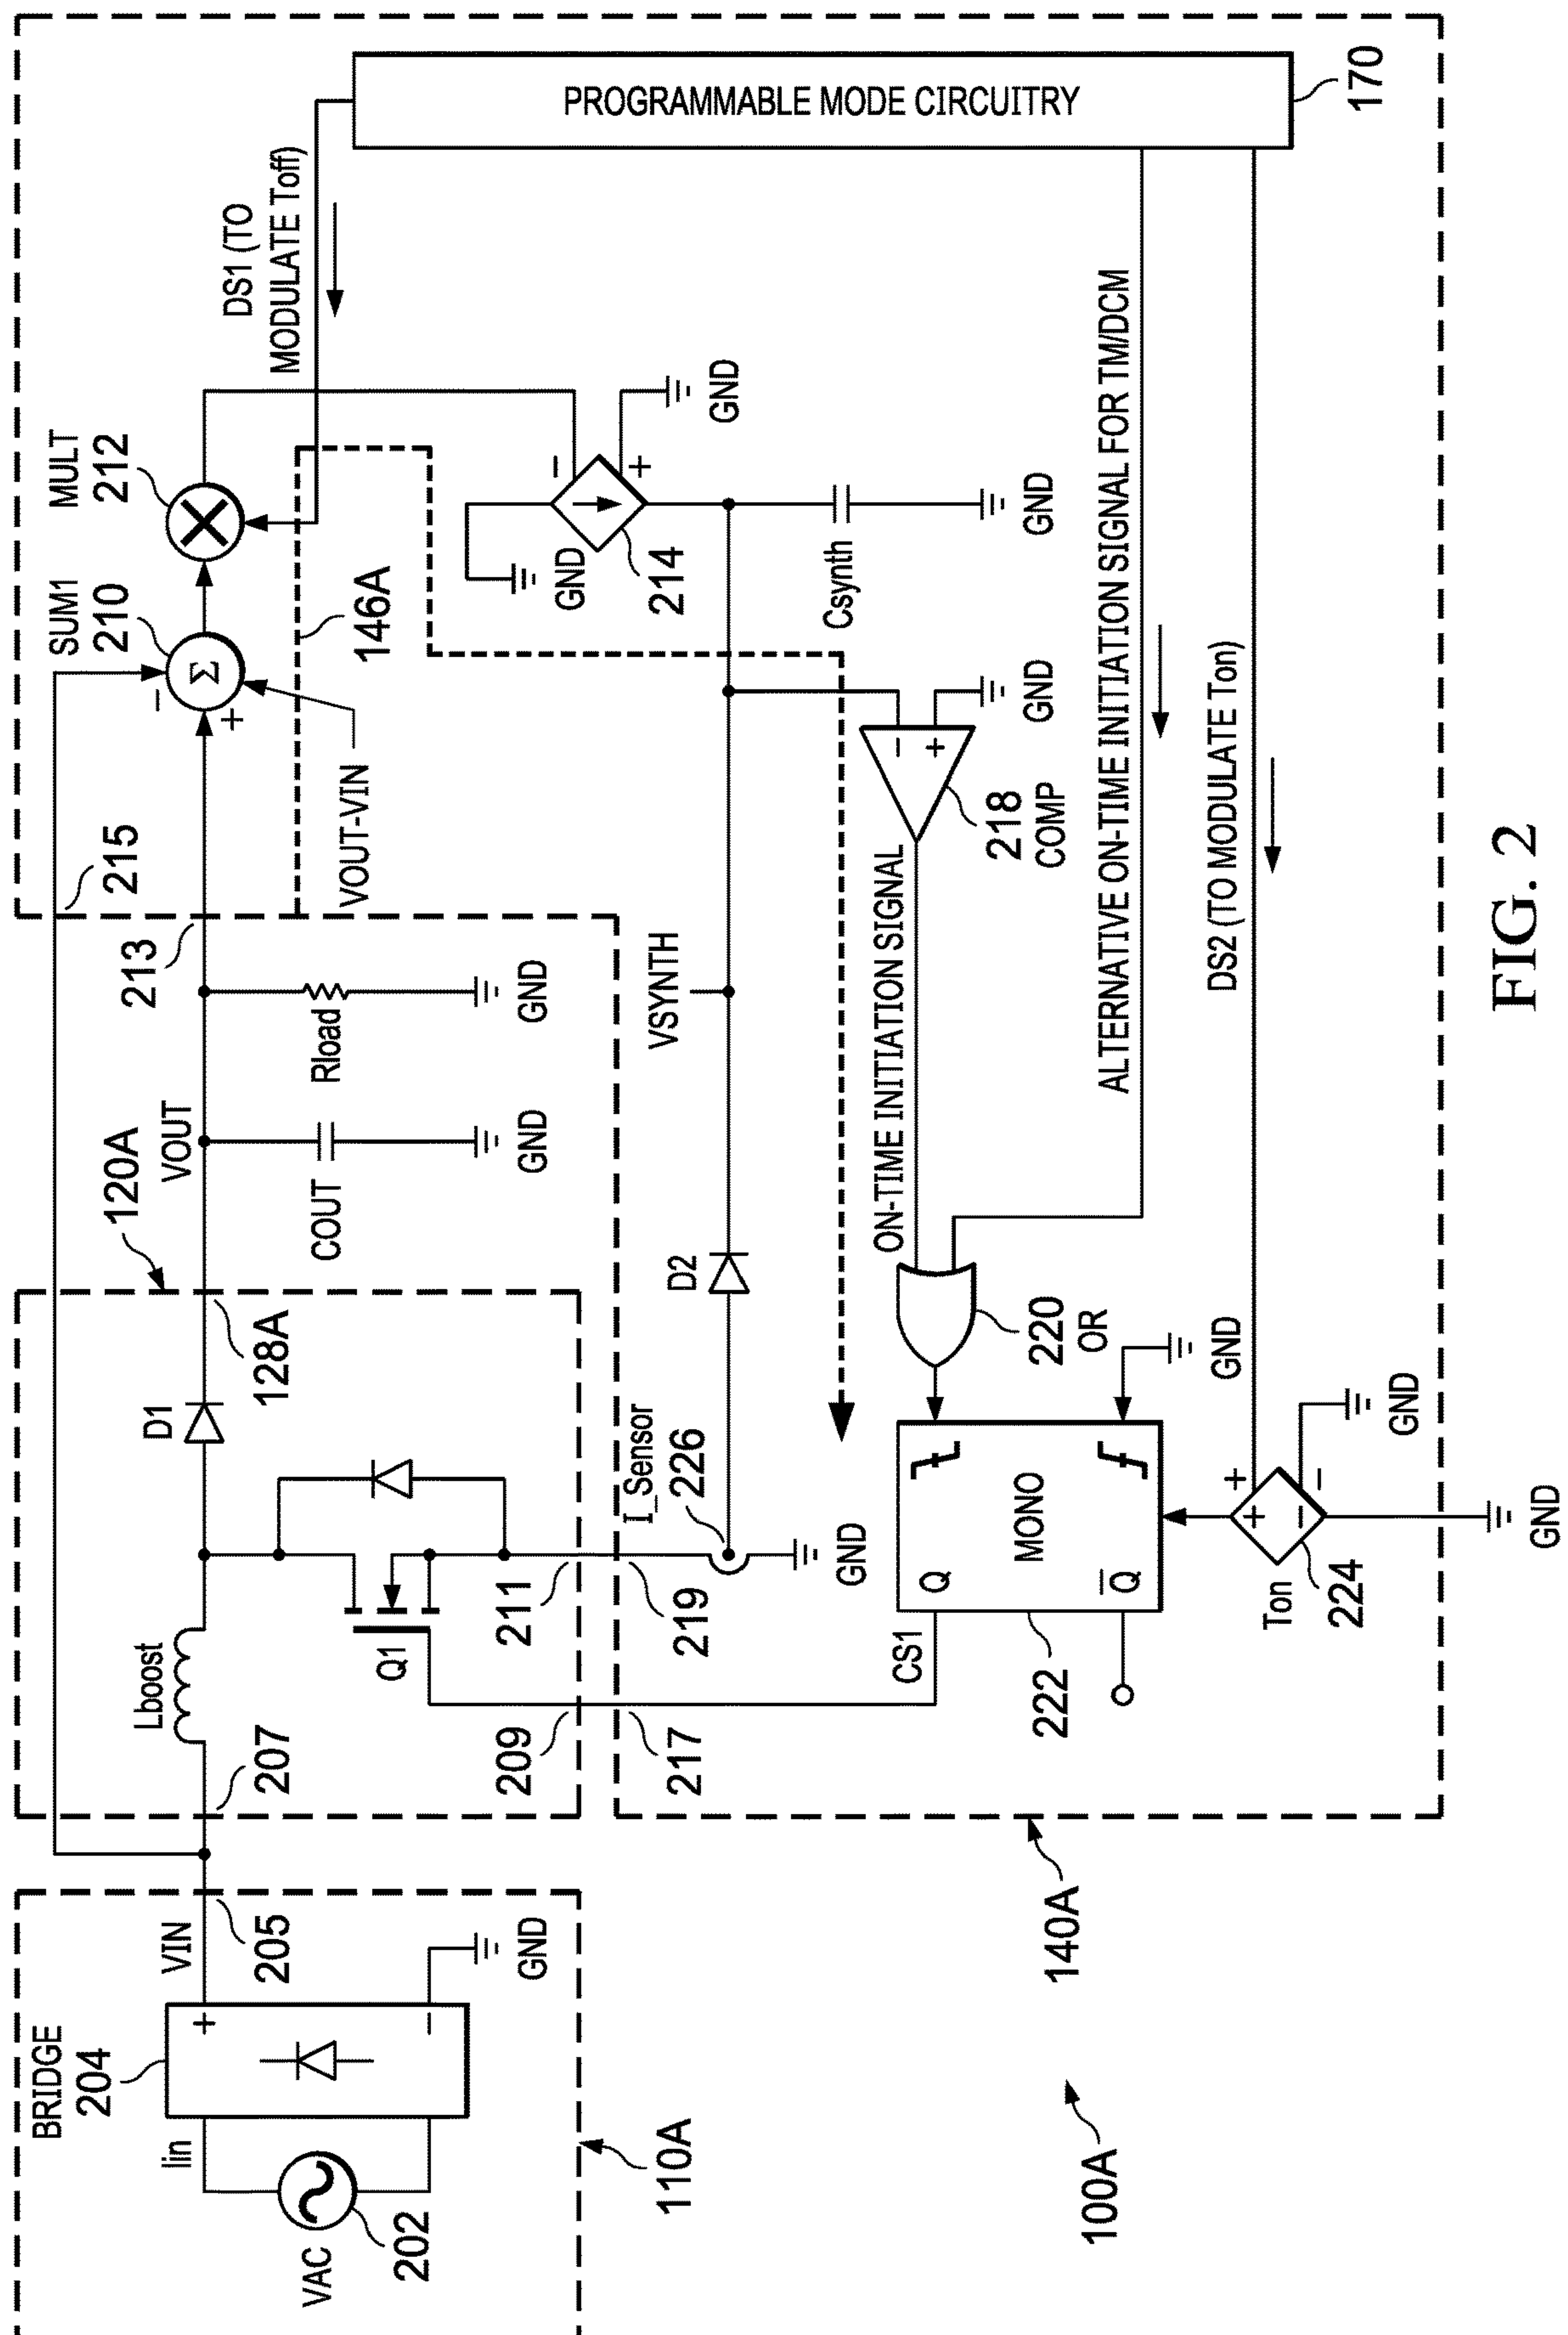 BRIDGE
204
Iin
VAC
202
110A
VIN
205
GND
100A
207
Lboost
D1
128A
120A
Q1
209
211
217
219
I_Sensor
226
GND
VOUT
COUT
GND
Rload
GND
213
215
SUM1
210
-
+
Σ
VOUT-VIN
MULT
212
DS1 (TO
MODULATE Toff)
146A
GND
214
-
+
GND
Csynth
GND
VSYNTH
D2
GND
218
COMP
ON-TIME INITIATION SIGNAL
ALTERNATIVE ON-TIME INITIATION SIGNAL FOR TM/DCM
DS2 (TO MODULATE Ton)
PROGRAMMABLE MODE CIRCUITRY
170
220
OR
GND
CS1
Q
MONO
Q̅
222
Ton
224
GND
GND
140A
FIG. 2